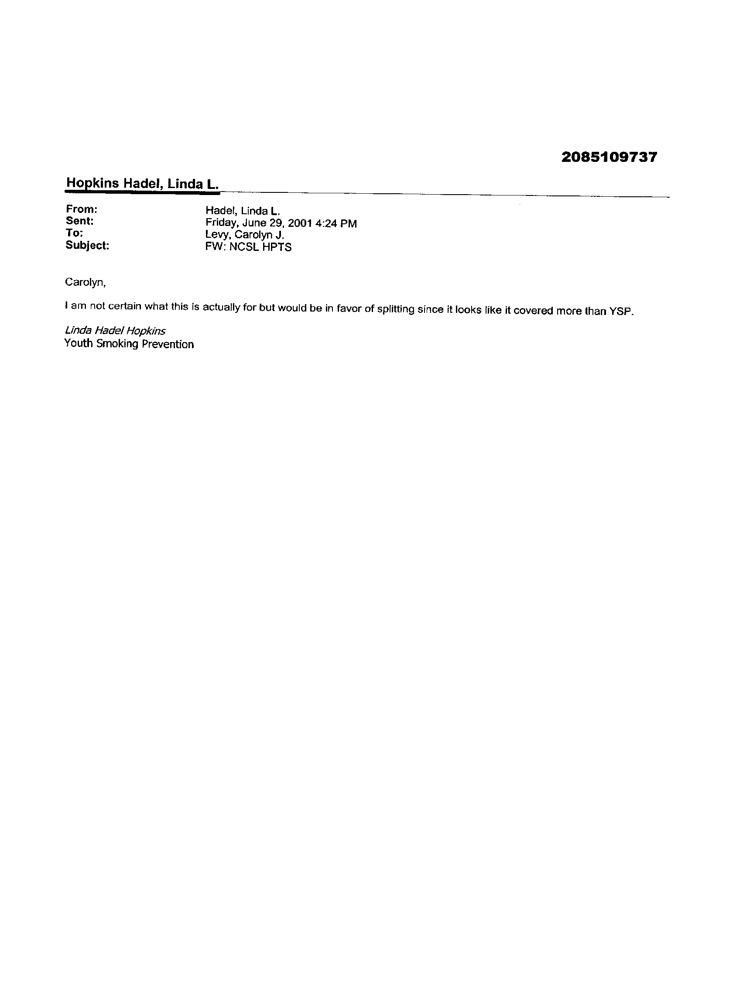 2085109737
Hopkins Hadel, Linda L.
From: Hadel, Linda L.
Sent: Friday, June 29, 2001 4:24 PM
To: Levy, Carolyn J.
Subject: FW: NCSL HPTS
Carolyn,
I am not certain what this is actually for but would be in favor of splitting since it looks like it covered more than YSP.
Linda Hadel Hopkins
Youth Smoking Prevention